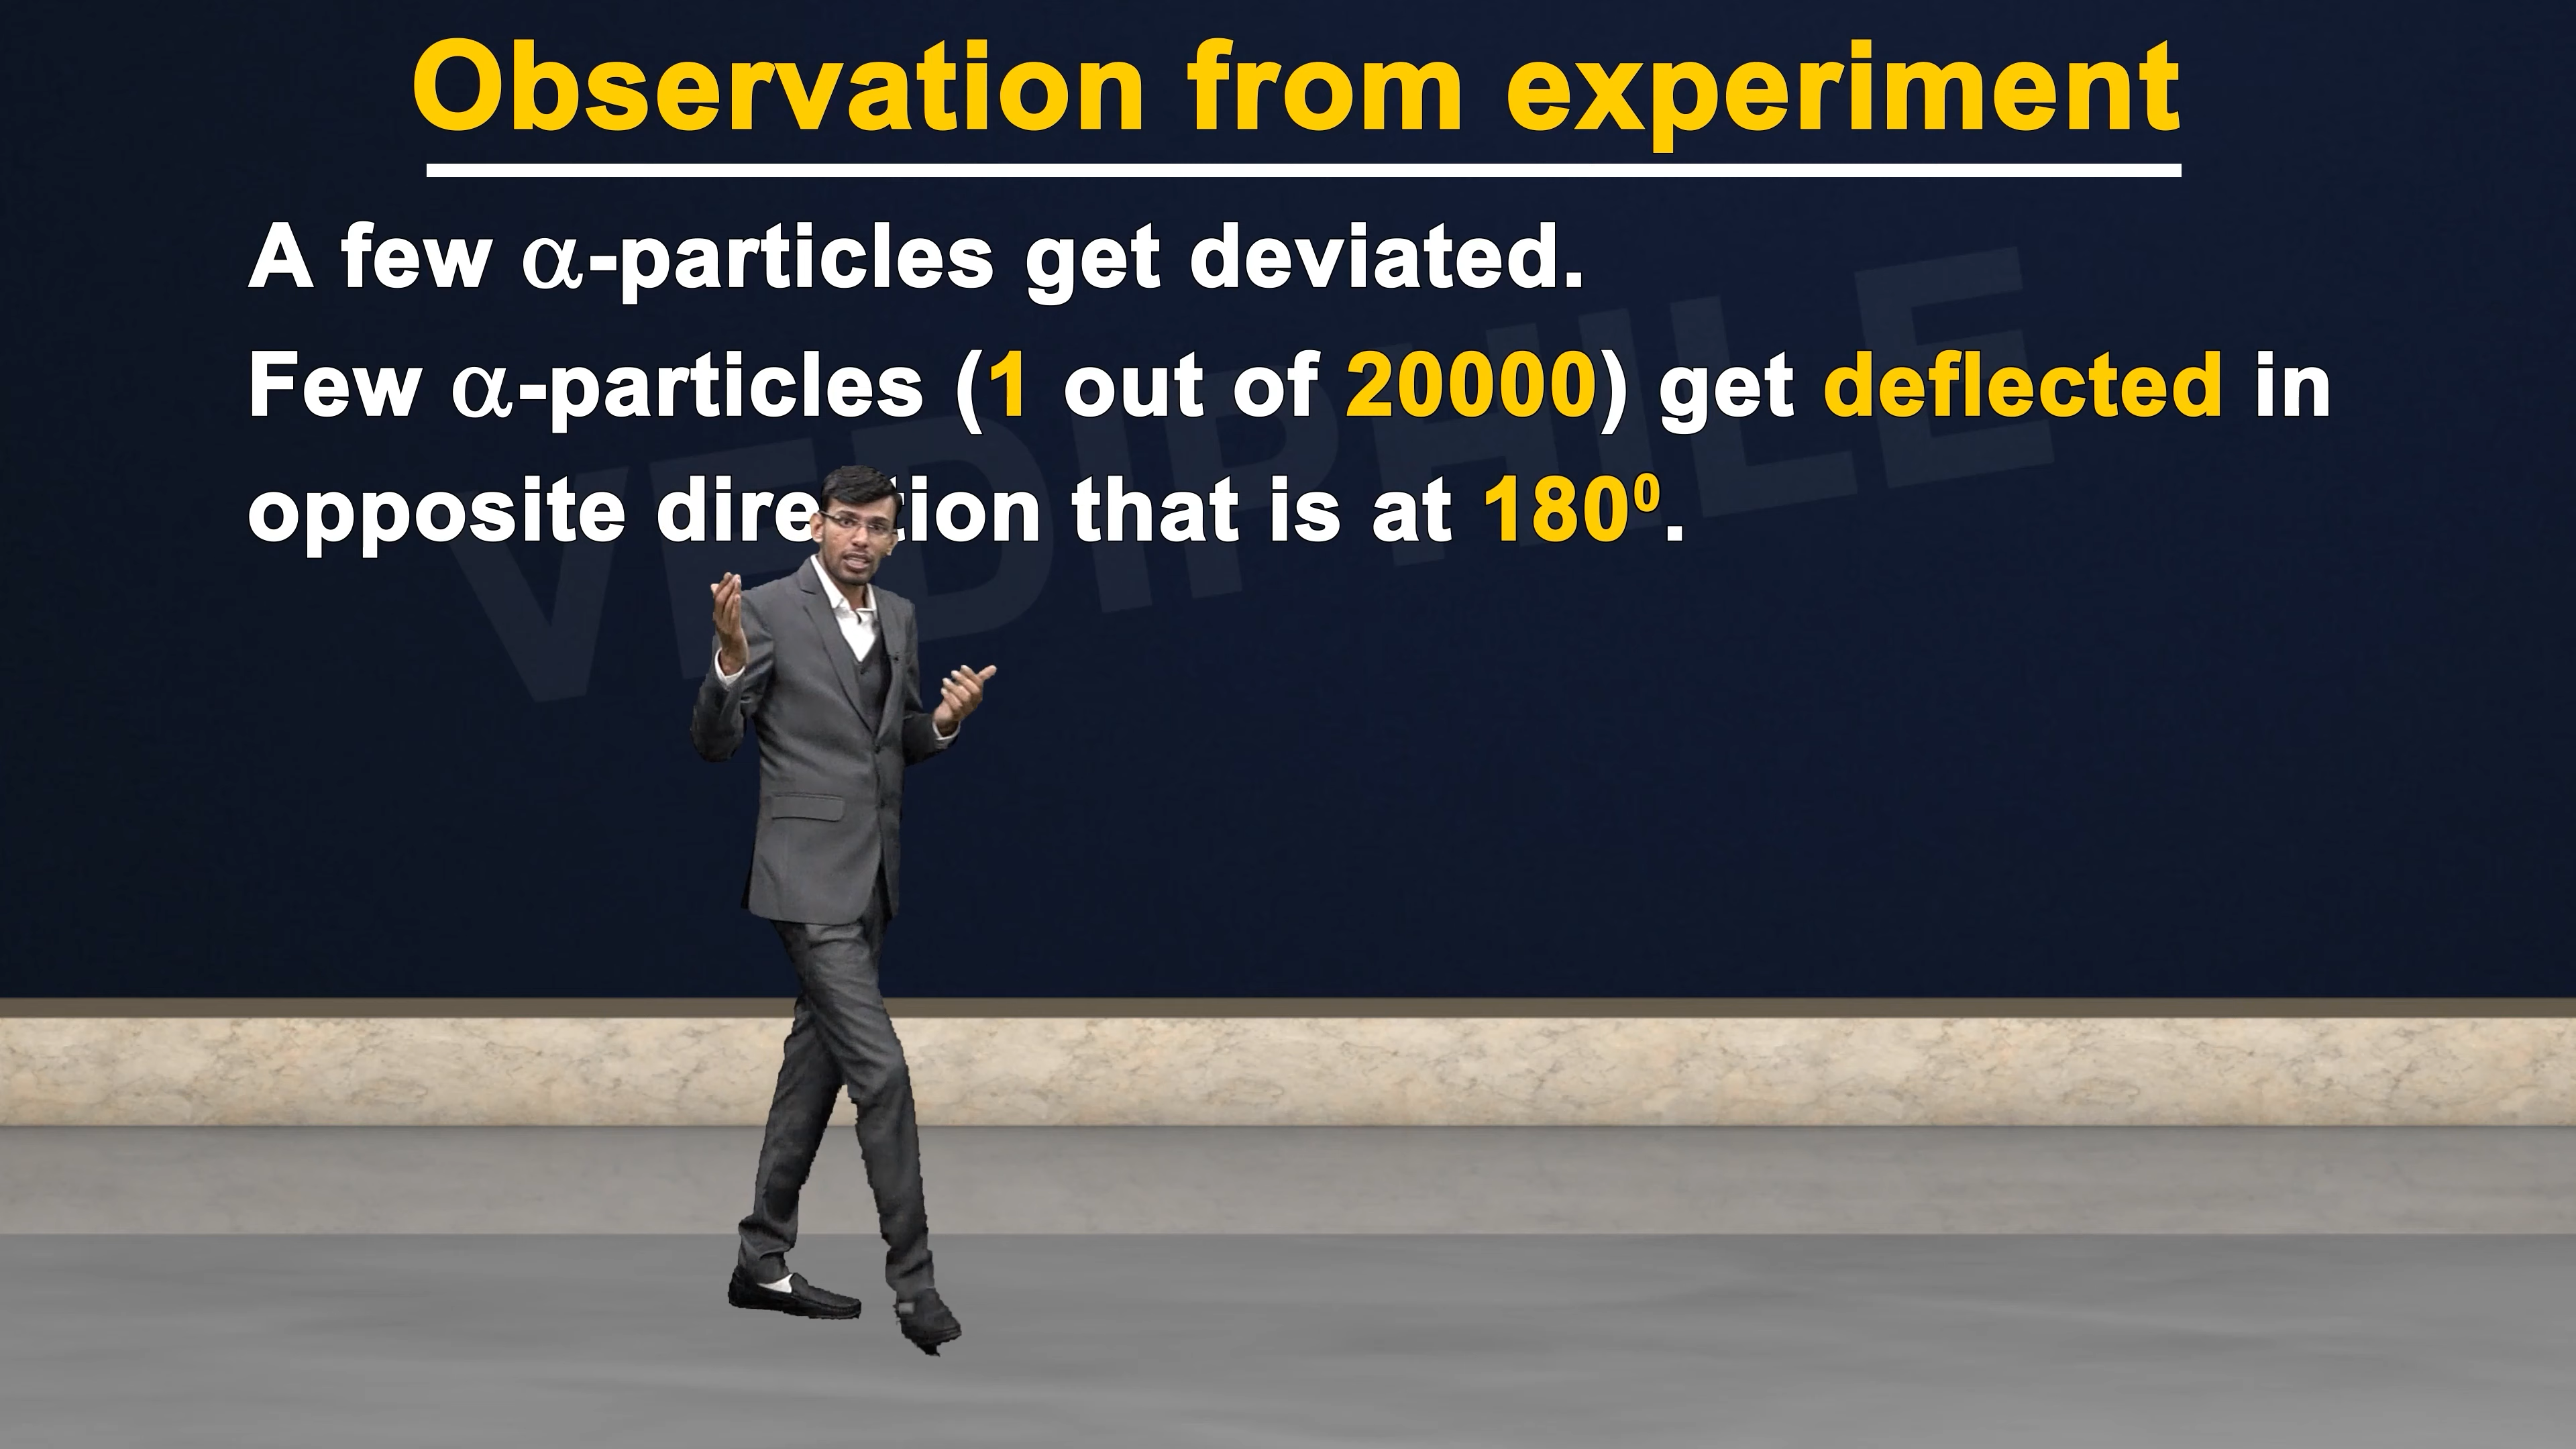 Observation from experiment
A few α-particles get deviated.
Few α-particles (1 out of 20000) get deflected in
opposite direction that is at 180⁰.
VEDIPHILE